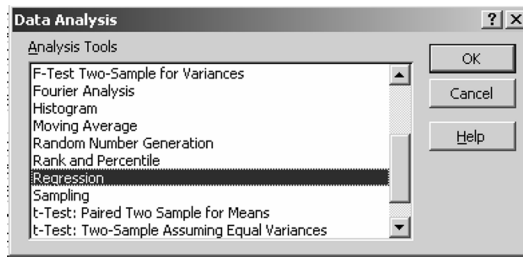 Data Analysis
Analysis Tools
F-Test Two-Sample for Variances
Fourier Analysis
Histogram
Moving Average
Random Number Generation
Rank and Percentile
Regression
Sampling
t-Test: Paired Two Sample for Means
t-Test: Two-Sample Assuming Equal Variances
OK
Cancel
Help